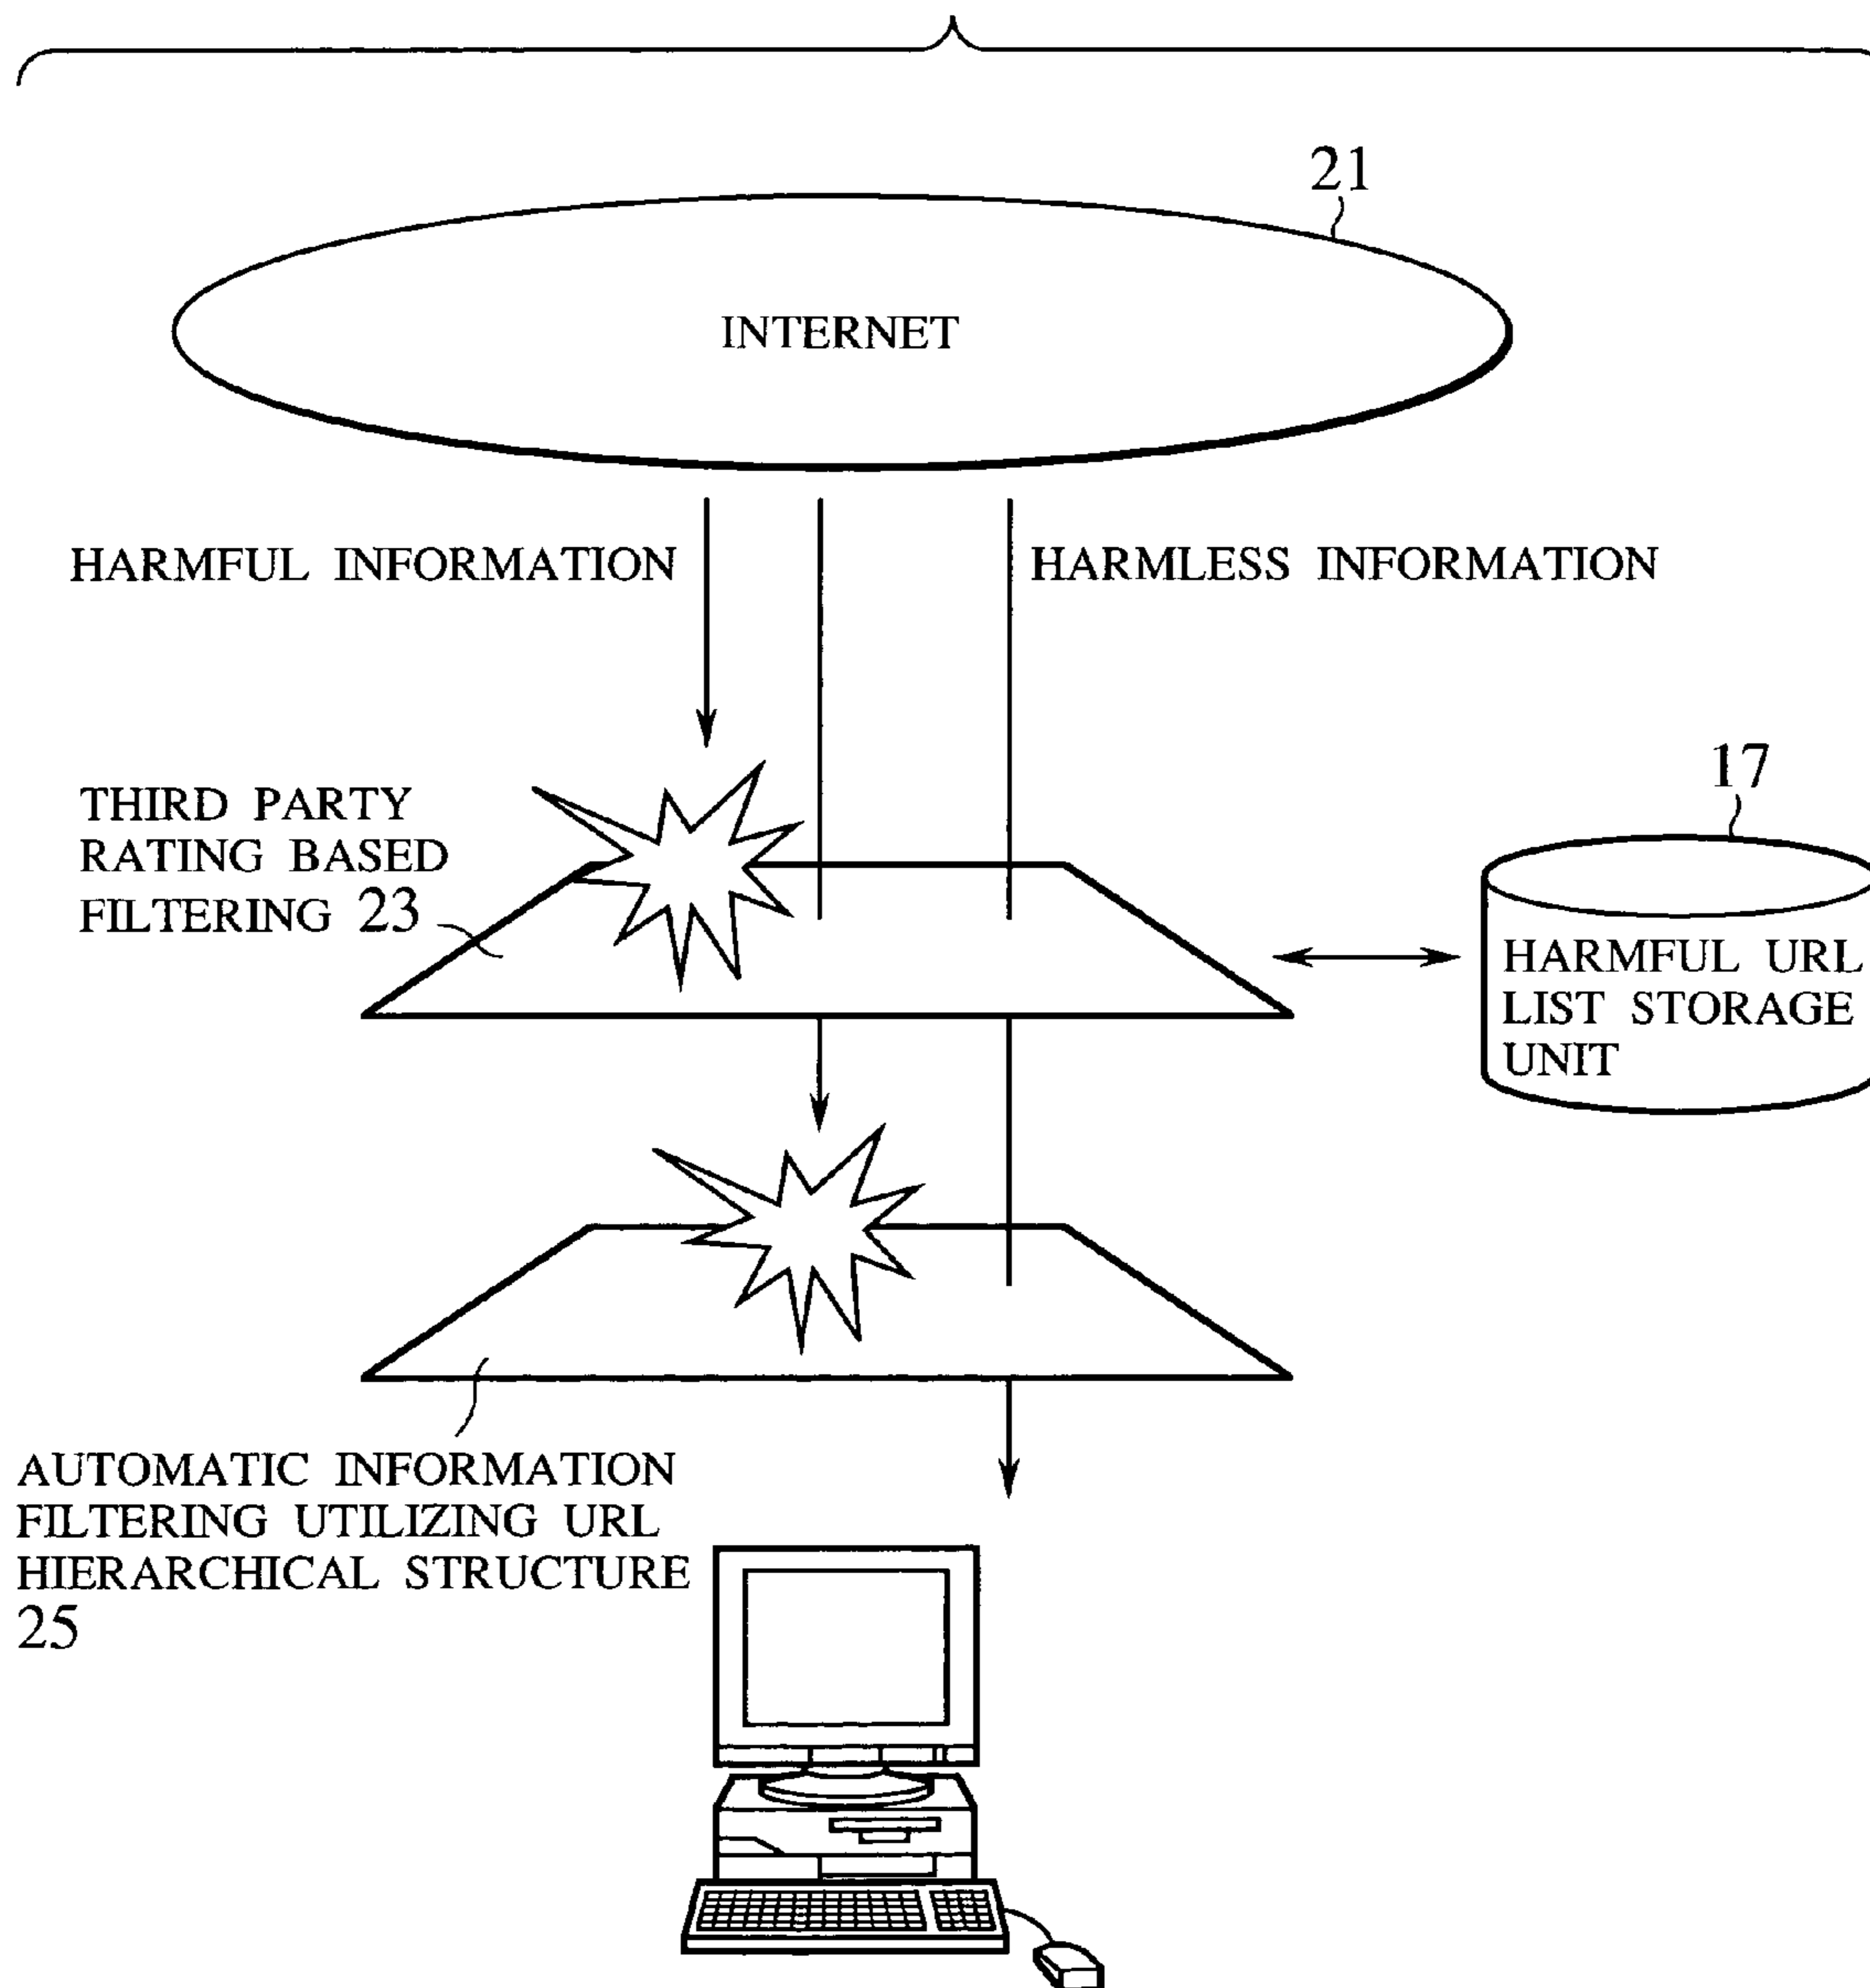 21
INTERNET
HARMFUL INFORMATION
HARMLESS INFORMATION
THIRD PARTY
RATING BASED
FILTERING 23
17
HARMFUL URL
LIST STORAGE
UNIT
AUTOMATIC INFORMATION
FILTERING UTILIZING URL
HIERARCHICAL STRUCTURE
25